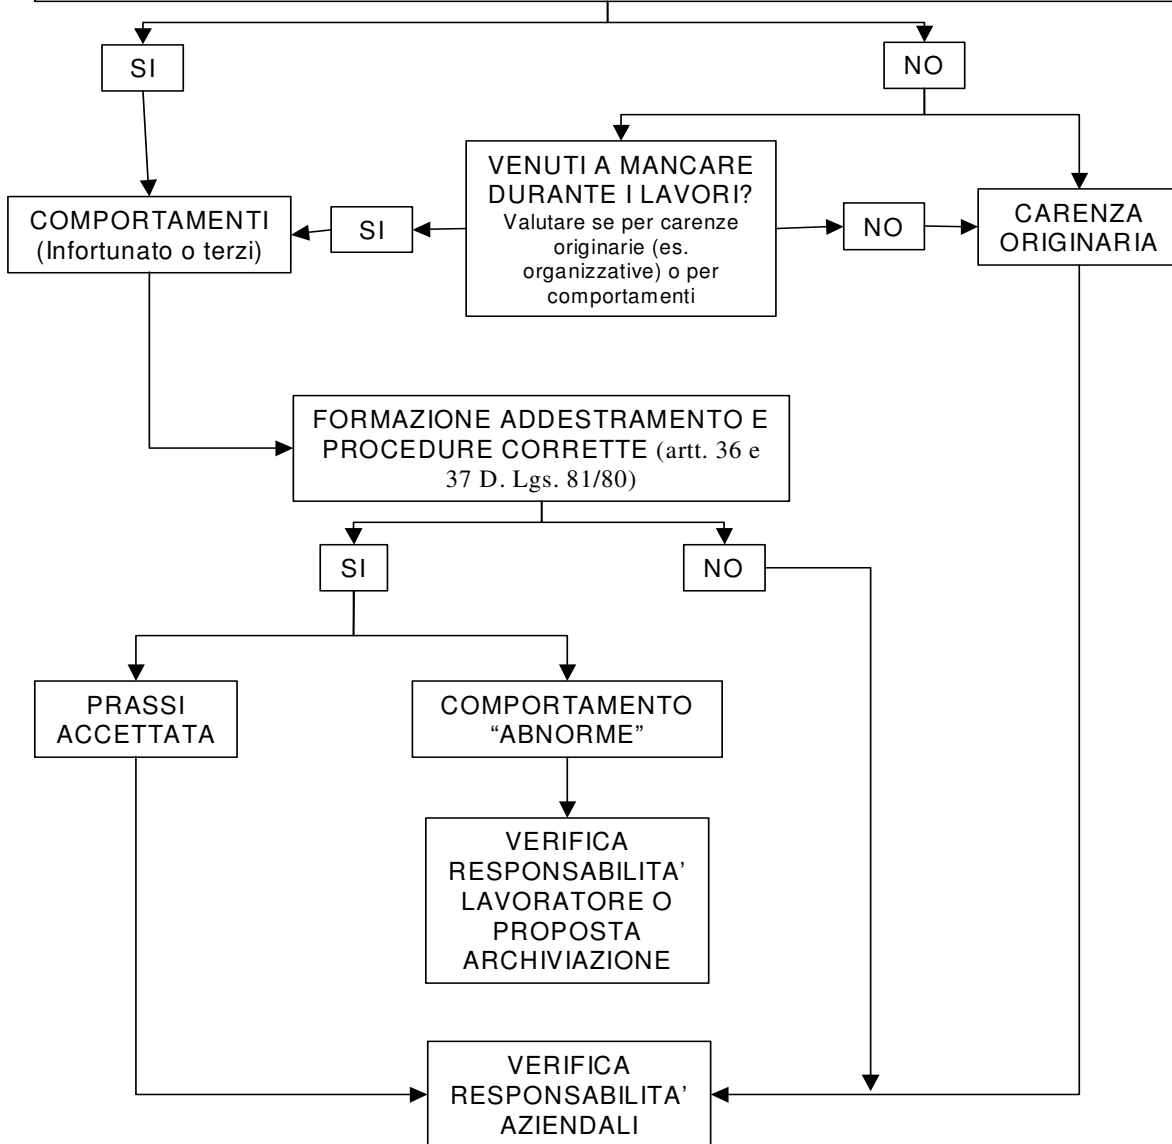 SI
NO
VENUTI A MANCARE
DURANTE I LAVORI?
Valutare se per carenze
originarie (es.
organizzative) o per
comportamenti
COMPORTAMENTI
(Infortunato o terzi)
SI
NO
CARENZA
ORIGINARIA
FORMAZIONE ADDESTRAMENTO E
PROCEDURE CORRETTE (artt. 36 e
37 D. Lgs. 81/80)
SI
NO
PRASSI
ACCETTATA
COMPORTAMENTO
“ABNORME”
VERIFICA
RESPONSABILITA’
LAVORATORE O
PROPOSTA
ARCHIVIAZIONE
VERIFICA
RESPONSABILITA’
AZIENDALI